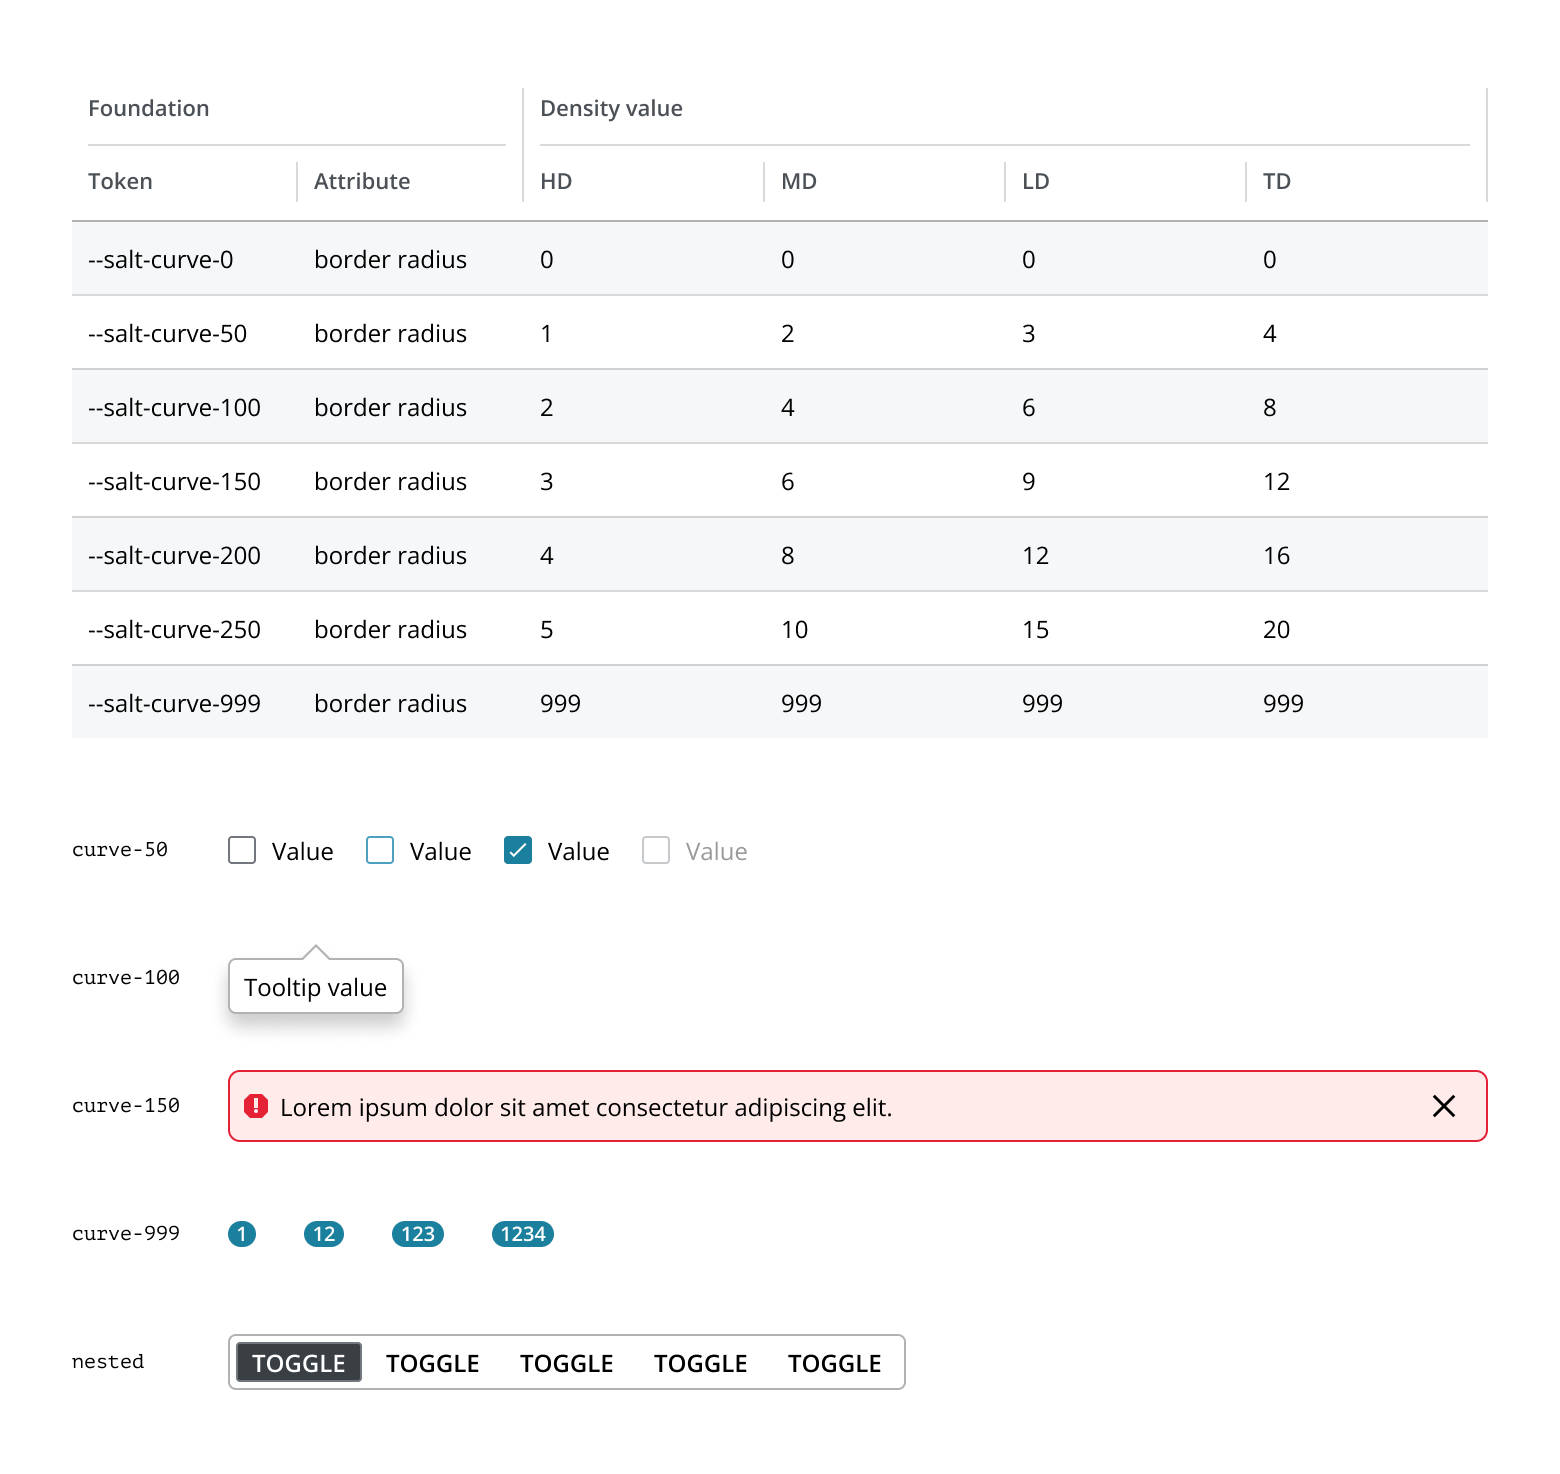 Foundation Density value
Token Attribute HD MD LD TD
--salt-curve-0 border radius 0 0 0 0
--salt-curve-50 border radius 1 2 3 4
--salt-curve-100 border radius 2 4 6 8
--salt-curve-150 border radius 3 6 9 12
--salt-curve-200 border radius 4 8 12 16
--salt-curve-250 border radius 5 10 15 20
--salt-curve-999 border radius 999 999 999 999
curve-50 Value Value Value Value
curve-100 Tooltip value
curve-150 Lorem ipsum dolor sit amet consectetur adipiscing elit.
curve-999 1 12 123 1234
nested TOGGLE TOGGLE TOGGLE TOGGLE TOGGLE